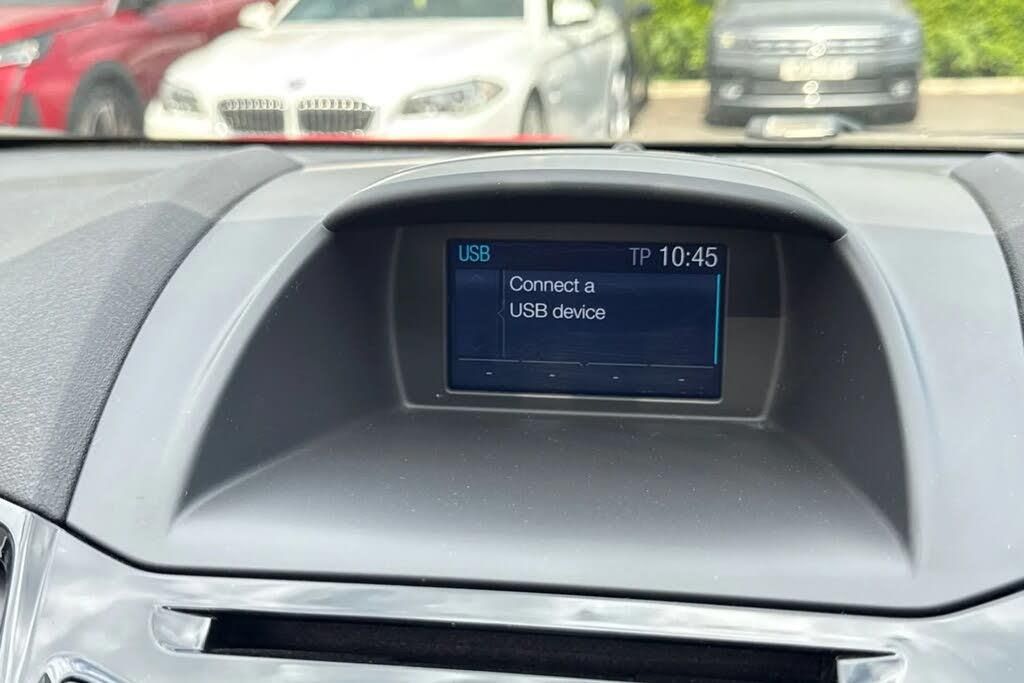 USB TP 10:45
Connect a
USB device